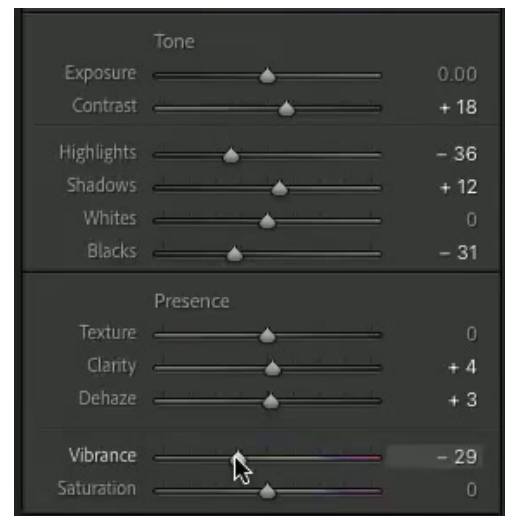 Tone
Exposure 0.00
Contrast + 18
Highlights – 36
Shadows + 12
Whites 0
Blacks – 31
Presence
Texture 0
Clarity + 4
Dehaze + 3
Vibrance – 29
Saturation 0